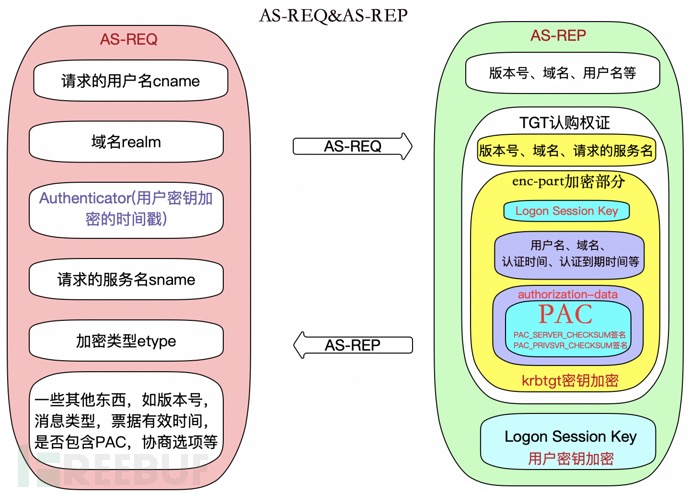 AS-REQ&AS-REP
AS-REQ
请求的用户名cname
域名realm
Authenticator(用户密钥加
密的时间戳)
请求的服务名sname
加密类型etype
一些其他东西，如版本号，
消息类型，票据有效时间，
是否包含PAC，协商选项等
AS-REQ
AS-REP
AS-REP
版本号、域名、用户名等
TGT认购权证
版本号、域名、请求的服务名
enc-part加密部分
Logon Session Key
用户名、域名、
认证时间、认证到期时间等
authorization-data
PAC
PAC_SERVER_CHECKSUM签名
PAC_PRIVSVR_CHECKSUM签名
krbtgt密钥加密
Logon Session Key
用户密钥加密
FREEBUF